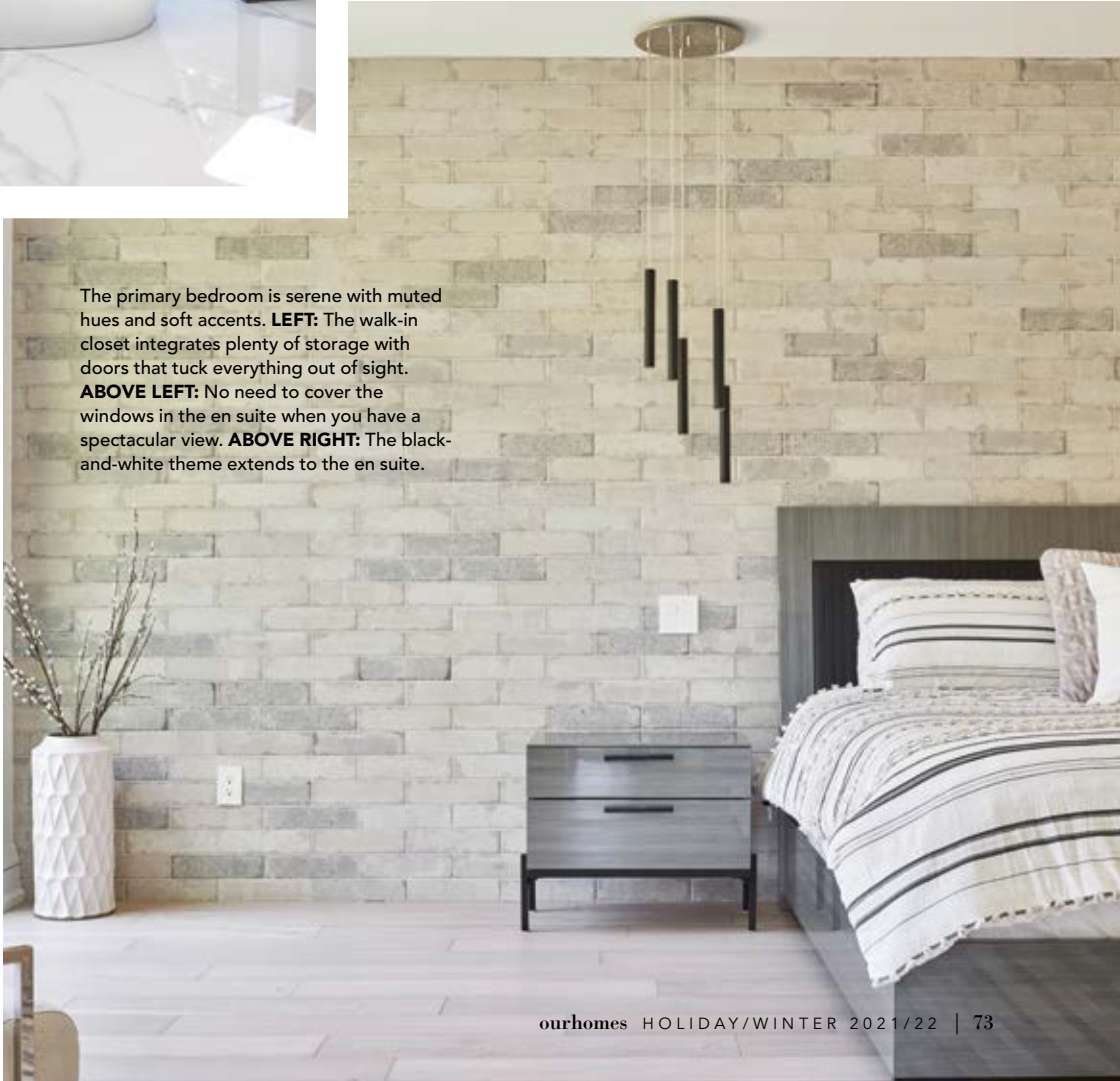 The primary bedroom is serene with muted
hues and soft accents. LEFT: The walk-in
closet integrates plenty of storage with
doors that tuck everything out of sight.
ABOVE LEFT: No need to cover the
windows in the en suite when you have a
spectacular view. ABOVE RIGHT: The black-
and-white theme extends to the en suite.
ourhomes HOLIDAY/WINTER 2021/22 | 73